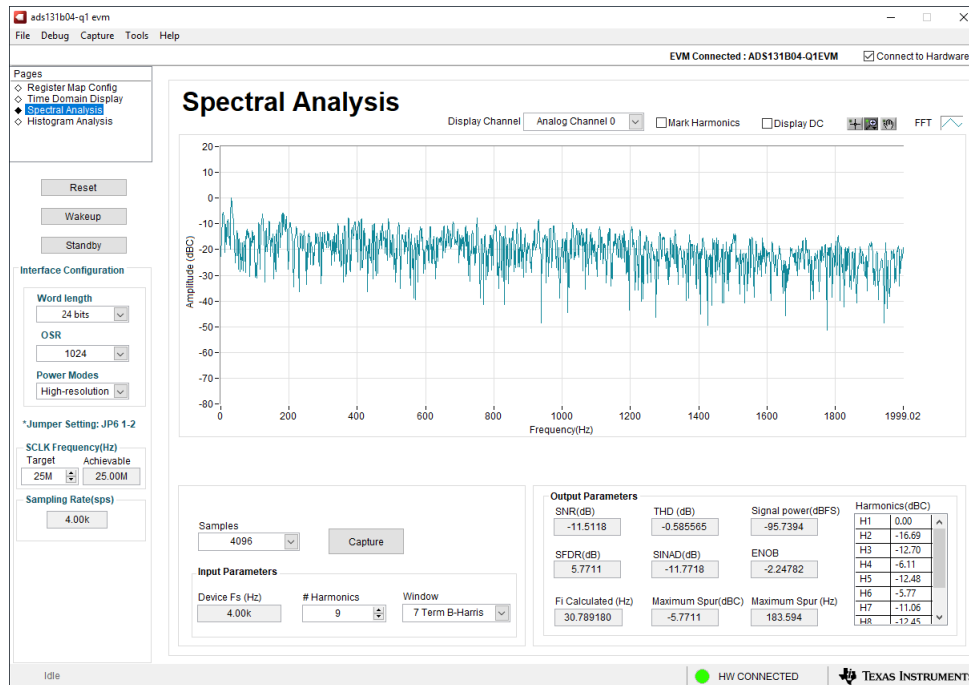 ads131b04-q1 evm
File Debug Capture Tools Help
EVM Connected : ADS131B04-Q1EVM Connect to Hardware
Pages
Register Map Config
Time Domain Display
Spectral Analysis
Histogram Analysis
Reset
Wakeup
Standby
Interface Configuration
Word length
24 bits
OSR
1024
Power Modes
High-resolution
*Jumper Setting: JP6 1-2
SCLK Frequency(Hz)
Target Achievable
25M 25.00M
Sampling Rate(sps)
4.00k
Spectral Analysis
Display Channel Analog Channel 0 Mark Harmonics Display DC FFT
20
0
-10
-20
-30
-40
-50
-60
-70
-80
Amplitude (dBC)
0 200 400 600 800 1000 1200 1400 1600 1800 1999.02
Frequency(Hz)
Samples
4096
Capture
Input Parameters
Device Fs (Hz) # Harmonics Window
4.00k 9 7 Term B-Harris
Output Parameters
SNR(dB) THD (dB) Signal power(dBFS)
-11.5118 -0.585565 -95.7394
SFDR(dB) SINAD(dB) ENOB
5.7711 -11.7718 -2.24782
Fi Calculated (Hz) Maximum Spur(dBC) Maximum Spur (Hz)
30.789180 -5.7711 183.594
Harmonics(dBC)
H1 0.00
H2 -16.69
H3 -12.70
H4 -6.11
H5 -12.48
H6 -5.77
H7 -11.06
H8 -12.45
Idle HW CONNECTED TEXAS INSTRUMENTS